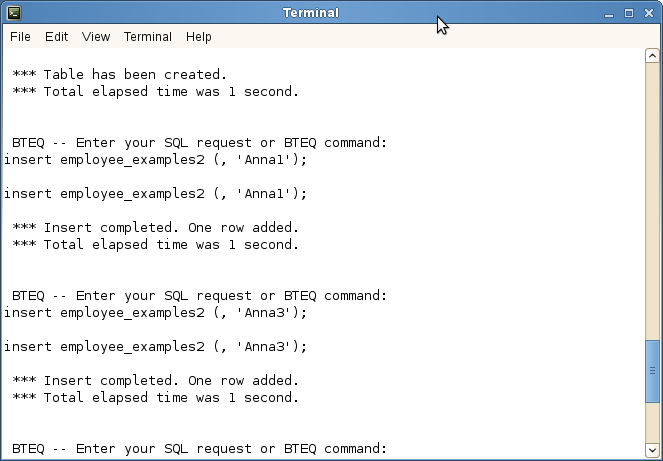 Terminal
File Edit View Terminal Help
*** Table has been created.
*** Total elapsed time was 1 second.
BTEQ -- Enter your SQL request or BTEQ command:
insert employee_examples2 (, 'Anna1');
insert employee_examples2 (, 'Anna1');
*** Insert completed. One row added.
*** Total elapsed time was 1 second.
BTEQ -- Enter your SQL request or BTEQ command:
insert employee_examples2 (, 'Anna3');
insert employee_examples2 (, 'Anna3');
*** Insert completed. One row added.
*** Total elapsed time was 1 second.
BTEQ -- Enter your SQL request or BTEQ command: